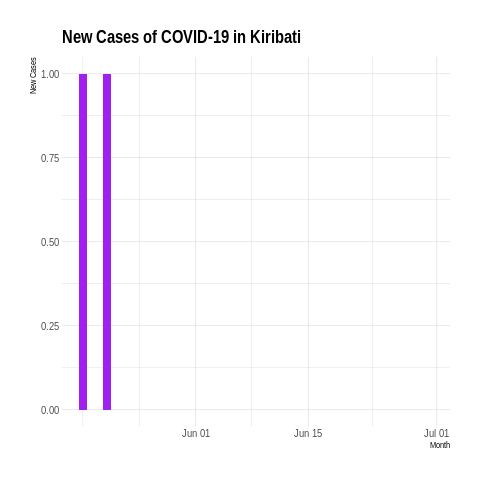 New Cases of COVID-19 in Kiribati
New Cases
1.00
0.75
0.50
0.25
0.00
Jun 01 Jun 15 Jul 01
Month